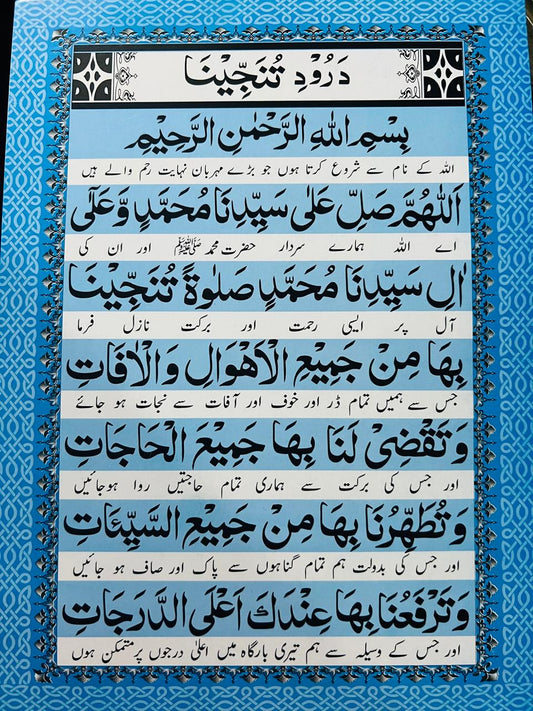 دَرُوْدِ تُنَجِّيْنَا
بِسْمِ اللهِ الرَّحْمٰنِ الرَّحِيْمِ
اللہ کے نام سے شروع کرتا ہوں جو بڑے مہربان نہایت رحم والے ہیں
اَللّٰهُمَّ صَلِّ عَلٰى سَيِّدِنَا مُحَمَّدٍ وَّعَلٰٓى
اے اللہ ہمارے سردار حضرت محمد ﷺ اور ان کی
اٰلِ سَيِّدِنَا مُحَمَّدٍ صَلٰوةً تُنَجِّيْنَا
آل پر ایسی رحمت اور برکت نازل فرما
بِهَا مِنْ جَمِيْعِ الْاَهْوَالِ وَالْاٰفَاتِ
جس سے ہمیں تمام ڈر اور خوف اور آفات سے نجات ہو جائے
وَتَقْضِيْ لَنَا بِهَا جَمِيْعَ الْحَاجَاتِ
اور جس کی برکت سے ہماری تمام حاجتیں روا ہوجائیں
وَتُطَهِّرُنَا بِهَا مِنْ جَمِيْعِ السَّيِّئَاتِ
اور جس کی بدولت ہم تمام گناہوں سے پاک اور صاف ہو جائیں
وَتَرْفَعُنَا بِهَا عِنْدَكَ اَعْلَى الدَّرَجَاتِ
اور جس کے وسیلہ سے ہم تیری بارگاہ میں اعلیٰ درجوں پر متمکن ہوں